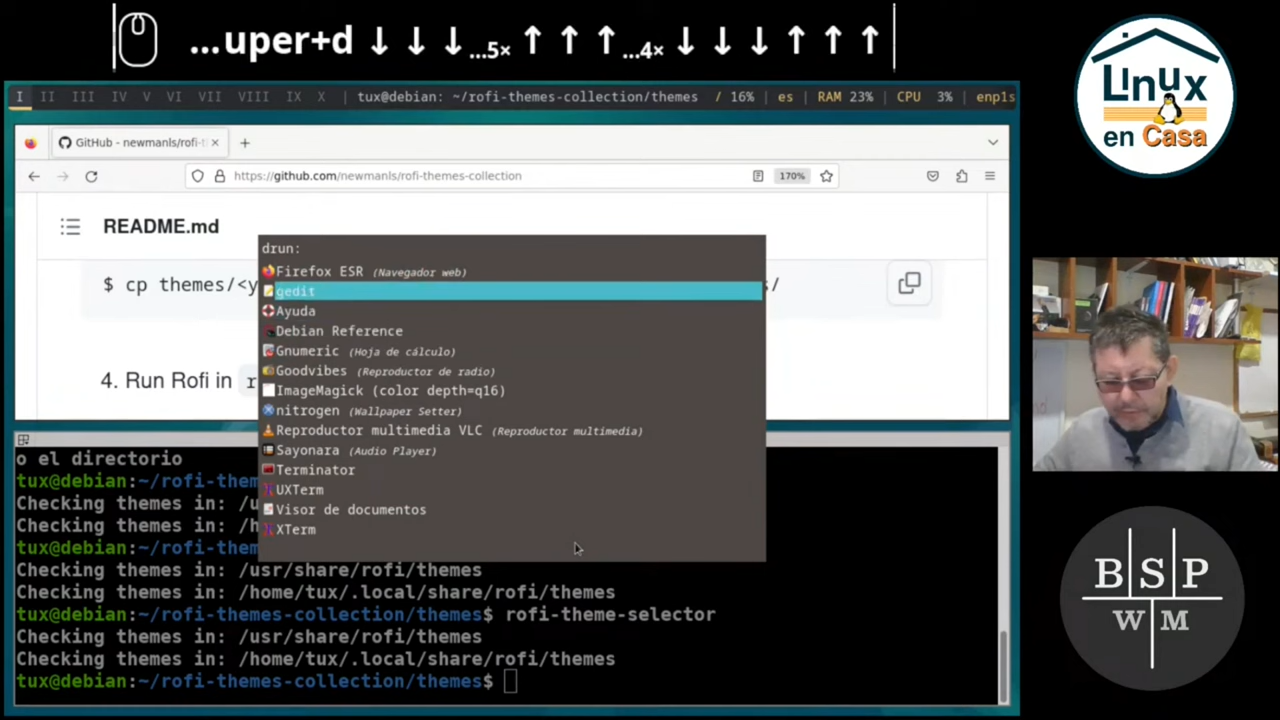 ...uper+d ↓ ↓ ↓...5× ↑ ↑ ↑...4× ↓ ↓ ↓ ↑ ↑ ↑
Linux
en Casa
I II III IV V VI VII VIII IX X | tux@debian: ~/rofi-themes-collection/themes / 16% | es | RAM 23% | CPU 3% | enp1s
GitHub - newmanls/rofi-t
https://github.com/newmanls/rofi-themes-collection
170%
README.md
$ cp themes/<y
s/
4. Run Rofi in r
drun:
Firefox ESR (Navegador web)
gedit
Ayuda
Debian Reference
Gnumeric (Hoja de cálculo)
Goodvibes (Reproductor de radio)
ImageMagick (color depth=q16)
nitrogen (Wallpaper Setter)
Reproductor multimedia VLC (Reproductor multimedia)
Sayonara (Audio Player)
Terminator
UXTerm
Visor de documentos
XTerm
o el directorio
tux@debian:~/rofi-them
Checking themes in: /u
Checking themes in: /h
tux@debian:~/rofi-them
Checking themes in: /usr/share/rofi/themes
Checking themes in: /home/tux/.local/share/rofi/themes
tux@debian:~/rofi-themes-collection/themes$ rofi-theme-selector
Checking themes in: /usr/share/rofi/themes
Checking themes in: /home/tux/.local/share/rofi/themes
tux@debian:~/rofi-themes-collection/themes$
BSP
WM